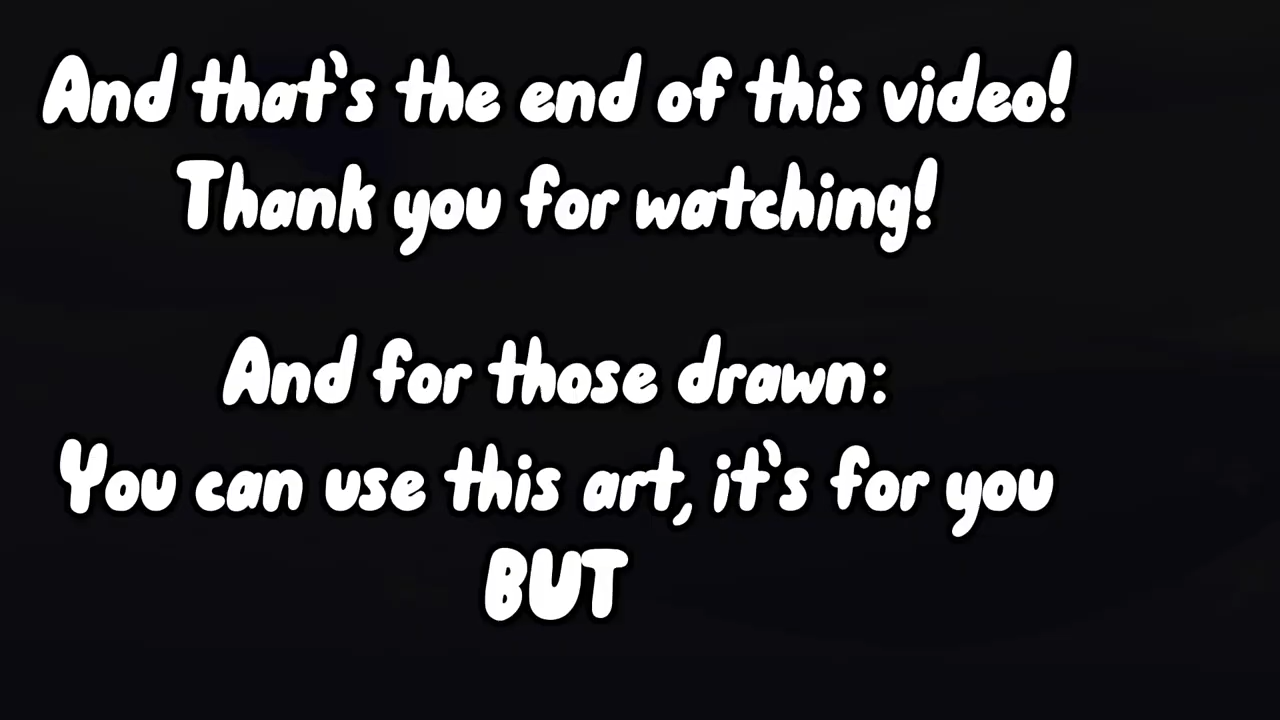 And that's the end of this video!
Thank you for watching!
And for those drawn:
You can use this art, it's for you
BUT